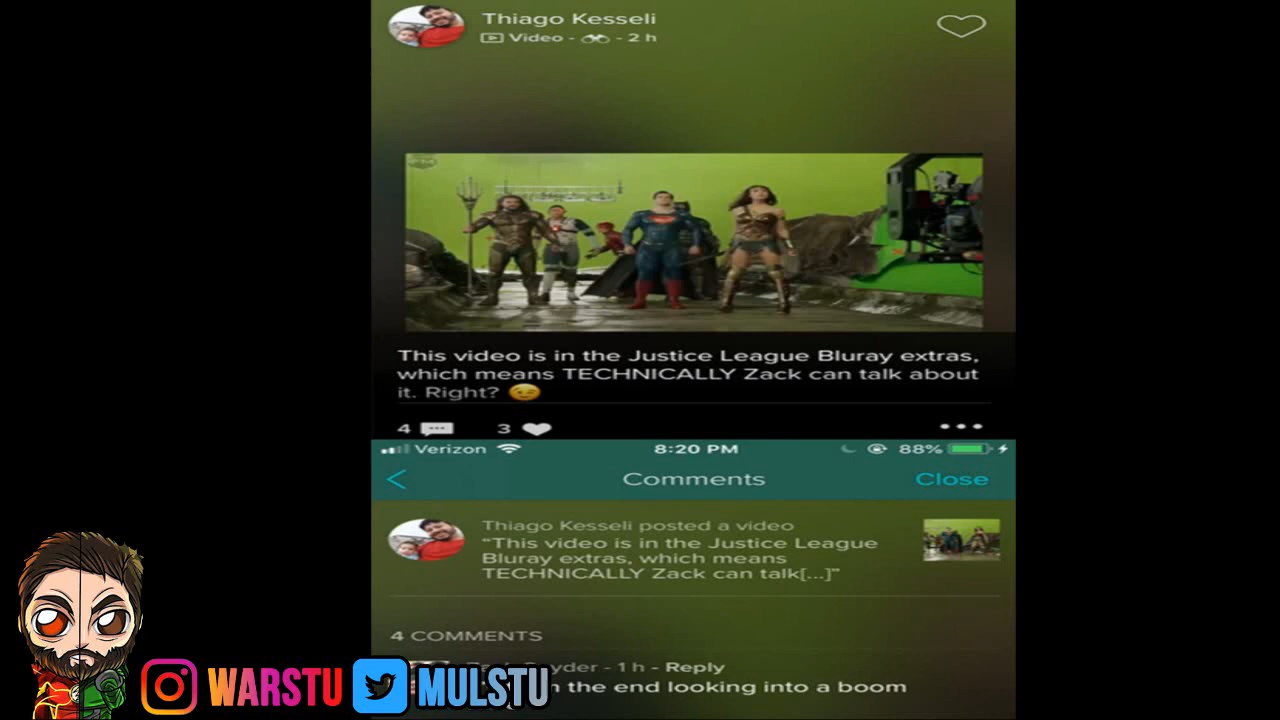 Thiago Kesseli
Video - - 2 h
This video is in the Justice League Bluray extras,
which means TECHNICALLY Zack can talk about
it. Right?
4 3
Verizon 8:20 PM 88%
Comments Close
Thiago Kesseli posted a video
“This video is in the Justice League
Bluray extras, which means
TECHNICALLY Zack can talk[...]”
4 COMMENTS
Snyder - 1 h - Reply
the end looking into a boom
WARSTU MULSTU